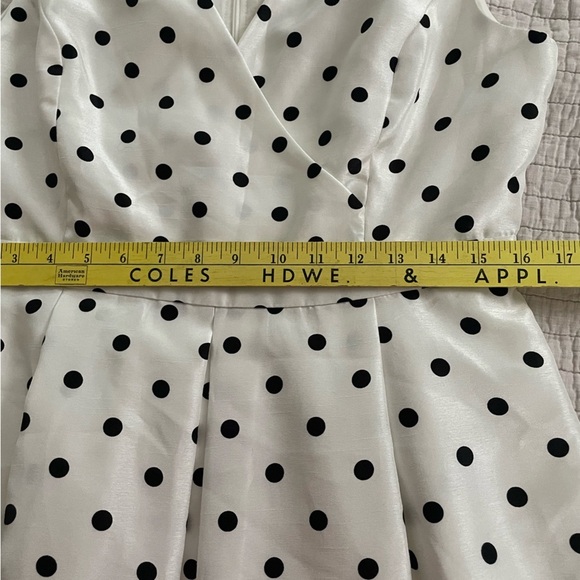 3 4 5 6 7 8 9 10 11 12 13 14 15 16 17
American
Hardware
STORES
COLES HDWE. & APPL.